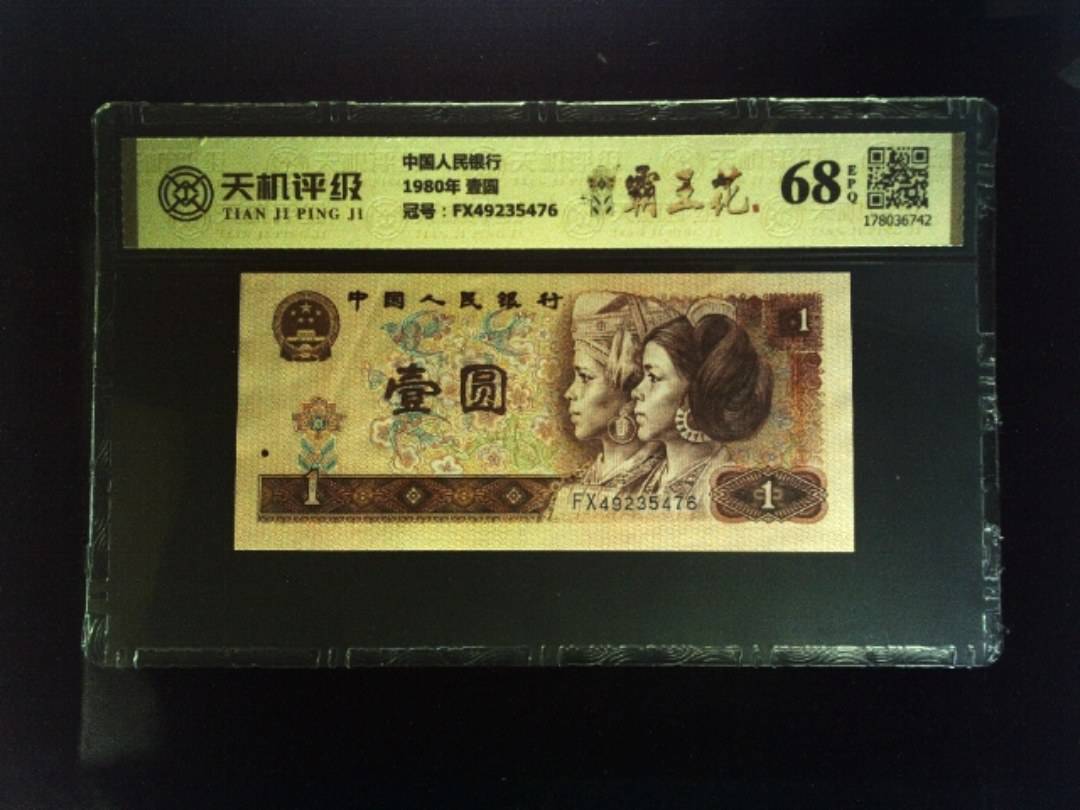 天机评级
TIAN JI PING JI
中国人民银行
1980年 壹圆
冠号：FX49235476
霸王花
68
EPQ
178036742
中国人民银行
1
壹圆
1
FX49235476
1